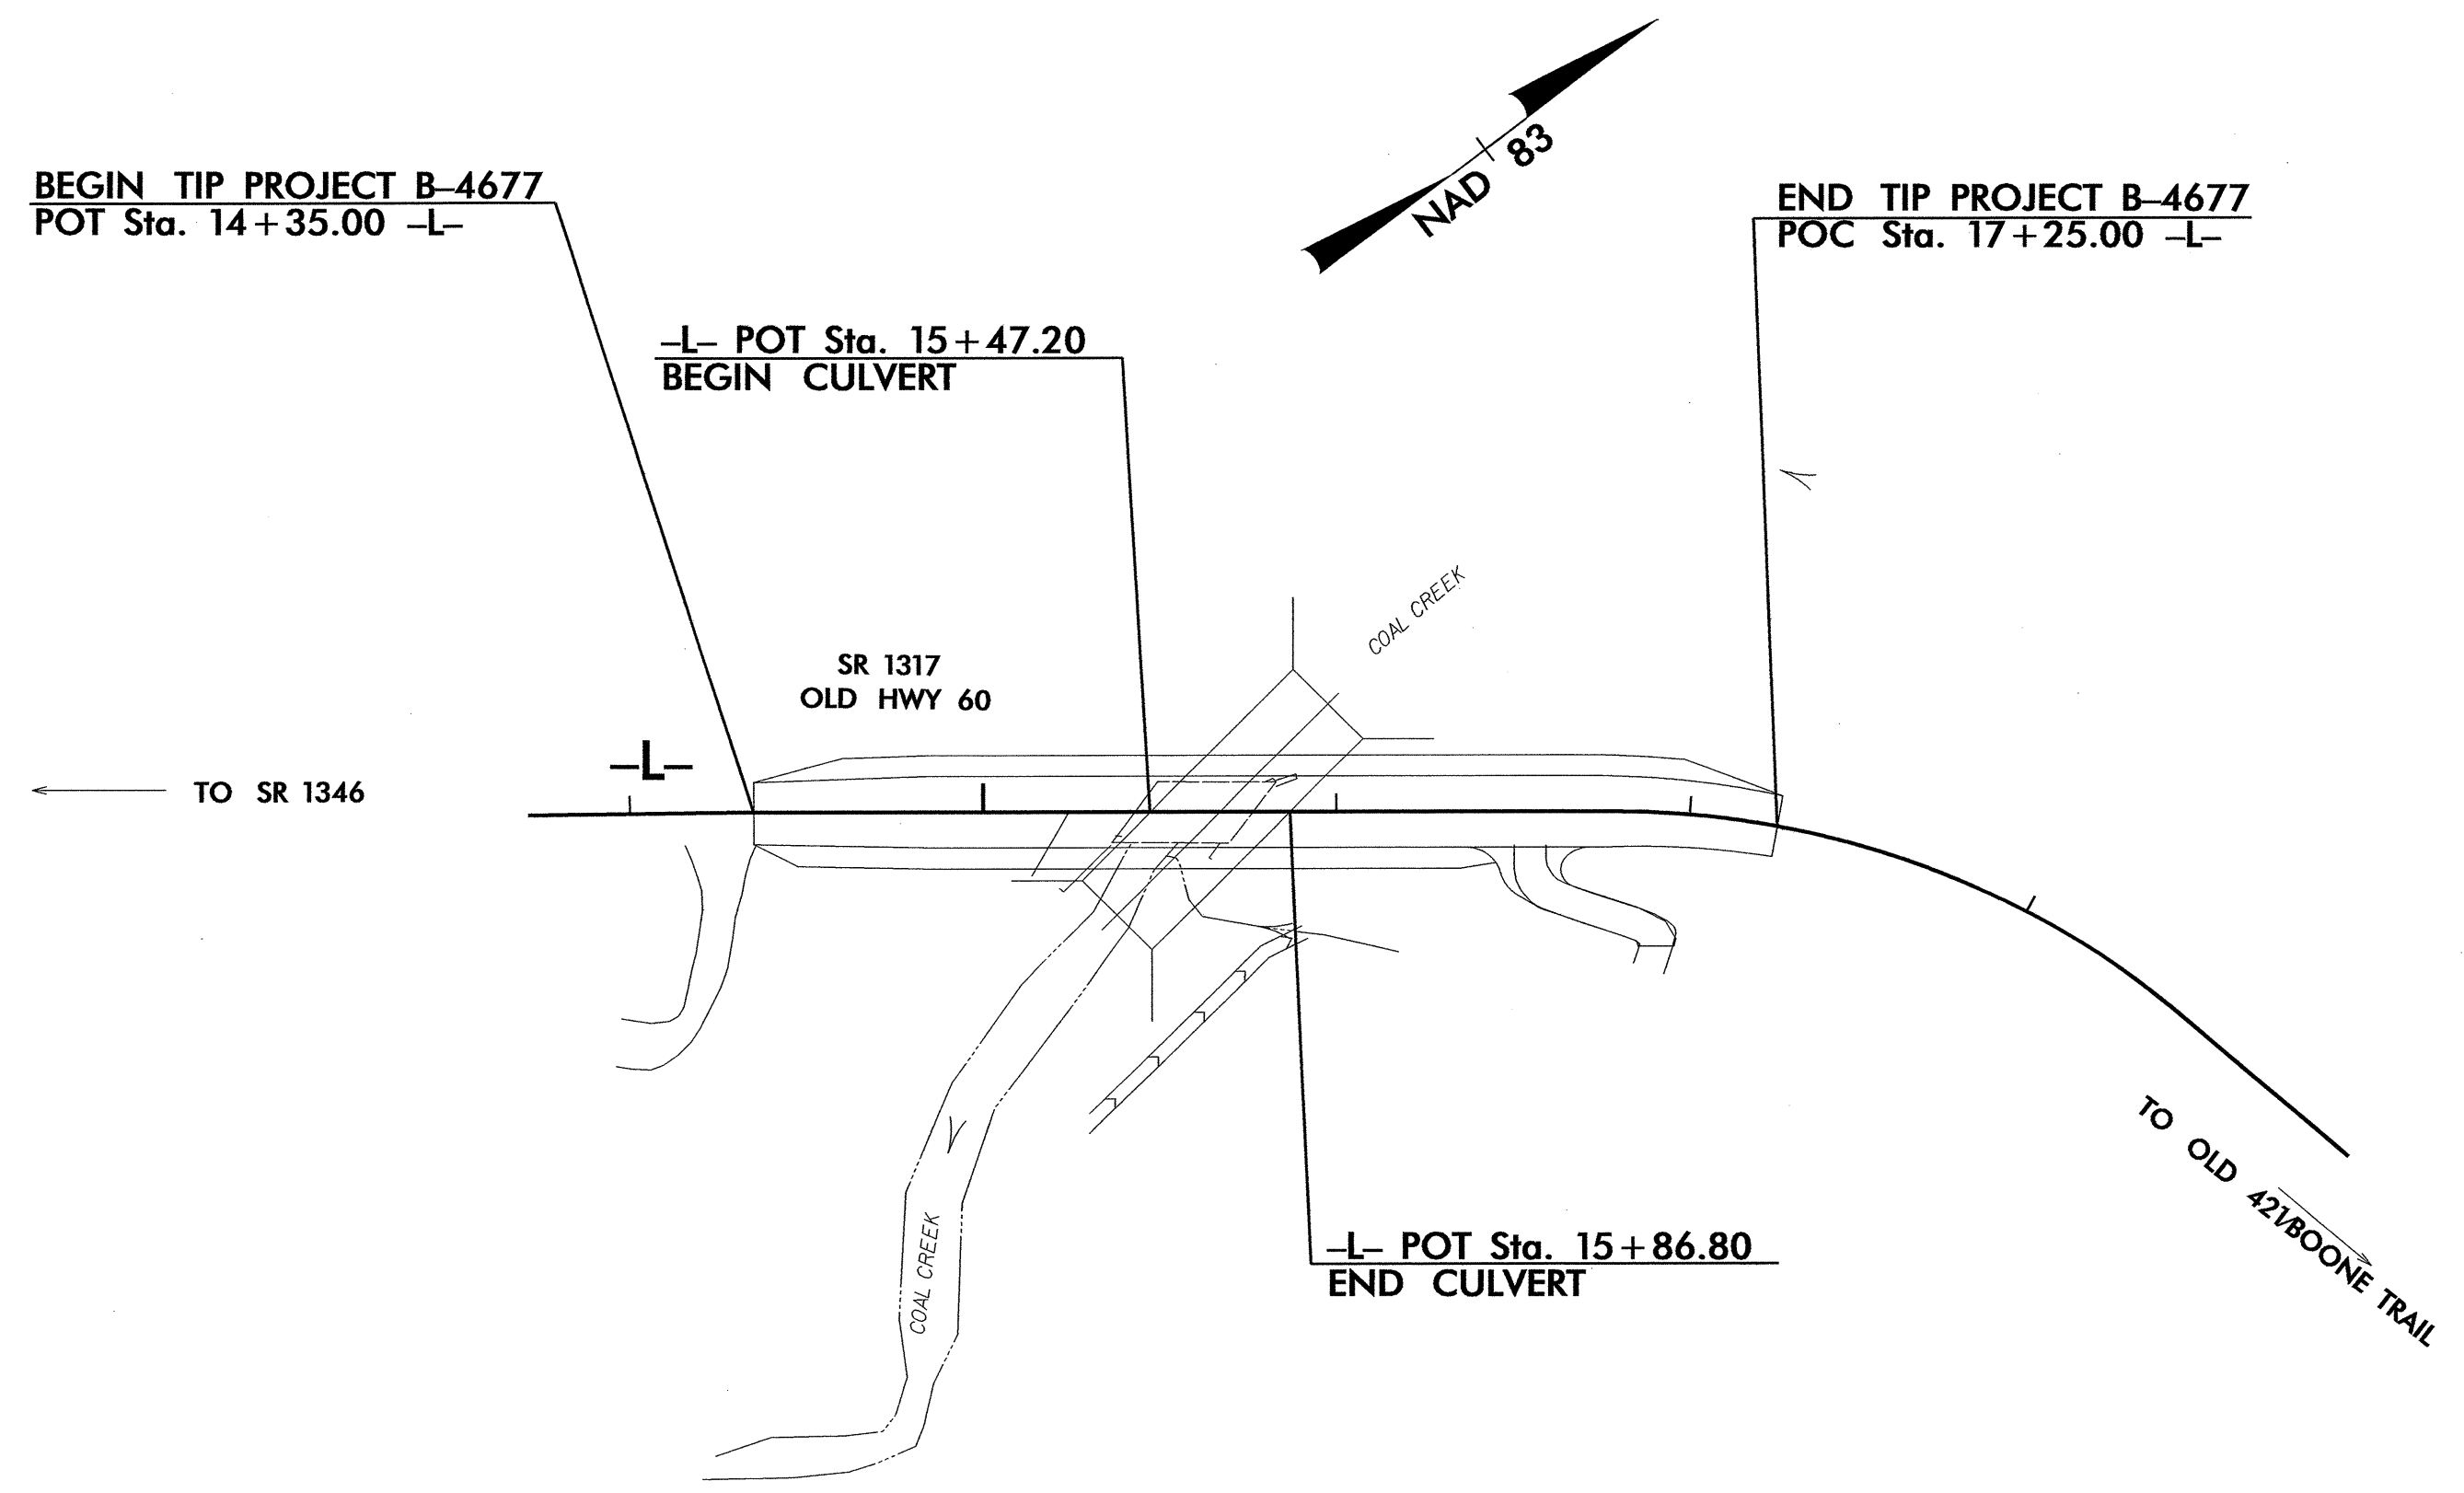 NAD 83
BEGIN TIP PROJECT B-4677
POT Sta. 14+35.00 -L-
END TIP PROJECT B-4677
POC Sta. 17+25.00 -L-
-L- POT Sta. 15+47.20
BEGIN CULVERT
COAL CREEK
SR 1317
OLD HWY 60
-L-
TO SR 1346
TO OLD 421/BOONE TRAIL
COAL CREEK
-L- POT Sta. 15+86.80
END CULVERT